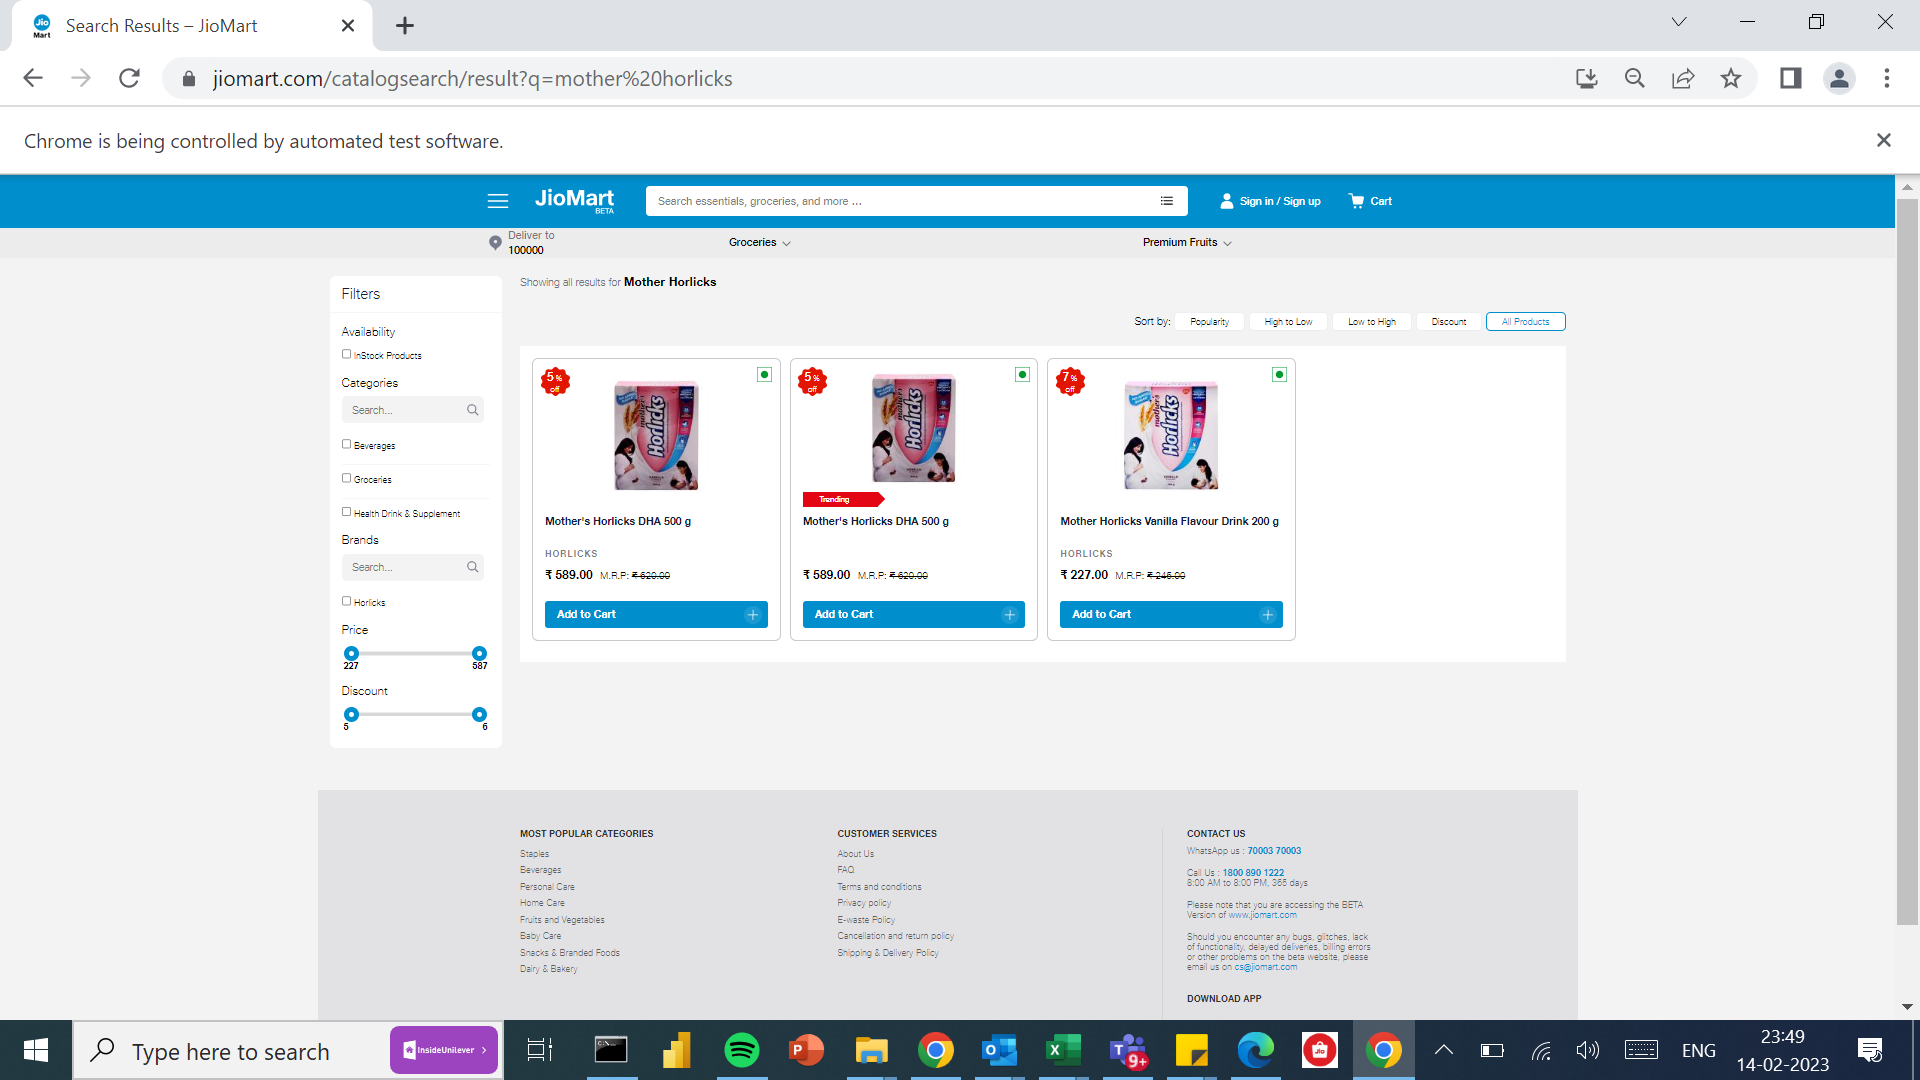 Search Results – JioMart
jiomart.com/catalogsearch/result?q=mother%20horlicks
Chrome is being controlled by automated test software.
JioMart
BETA
Search essentials, groceries, and more ...
Sign in / Sign up
Cart
Deliver to
100000
Groceries
Premium Fruits
Filters
Showing all results for Mother Horlicks
Sort by:
Popularity
High to Low
Low to High
Discount
All Products
Availability
InStock Products
Categories
Search...
Beverages
Groceries
Health Drink & Supplement
Brands
Search...
Horlicks
Price
227
587
Discount
5
6
5%
off
mother's
Horlicks
Mother's Horlicks DHA 500 g
HORLICKS
₹ 589.00 M.R.P: ₹ 620.00
Add to Cart
5%
off
mother's
Horlicks
Trending
Mother's Horlicks DHA 500 g
₹ 589.00 M.R.P: ₹ 620.00
Add to Cart
7%
off
mother's
Horlicks
Mother Horlicks Vanilla Flavour Drink 200 g
HORLICKS
₹ 227.00 M.R.P: ₹ 246.00
Add to Cart
MOST POPULAR CATEGORIES
Staples
Beverages
Personal Care
Home Care
Fruits and Vegetables
Baby Care
Snacks & Branded Foods
Dairy & Bakery
CUSTOMER SERVICES
About Us
FAQ
Terms and conditions
Privacy policy
E-waste Policy
Cancellation and return policy
Shipping & Delivery Policy
CONTACT US
WhatsApp us : 70003 70003
Call Us : 1800 890 1222
8:00 AM to 8:00 PM, 365 days
Please note that you are accessing the BETA
Version of www.jiomart.com
Should you encounter any bugs, glitches, lack
of functionality, delayed deliveries, billing errors
or other problems on the beta website, please
email us on cs@jiomart.com
DOWNLOAD APP
Type here to search
InsideUnilever
9+
ENG
23:49
14-02-2023